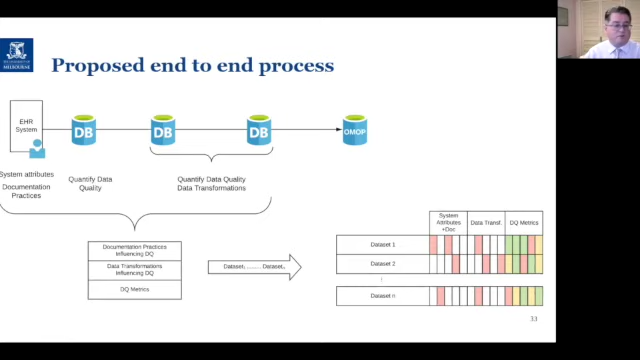 MELBOURNE
Proposed end to end process
EHR
System
DB
DB
DB
OMOP
System attributes
Documentation
Practices
Quantify Data
Quality
Quantify Data Quality
Data Transformations
Documentation Practices
Influencing DQ
Data Transformations
Influencing DQ
DQ Metrics
System
Attributes
+Doc
Data Transf.
DQ Metrics
Dataset 1
Dataset 2
Dataset n
33